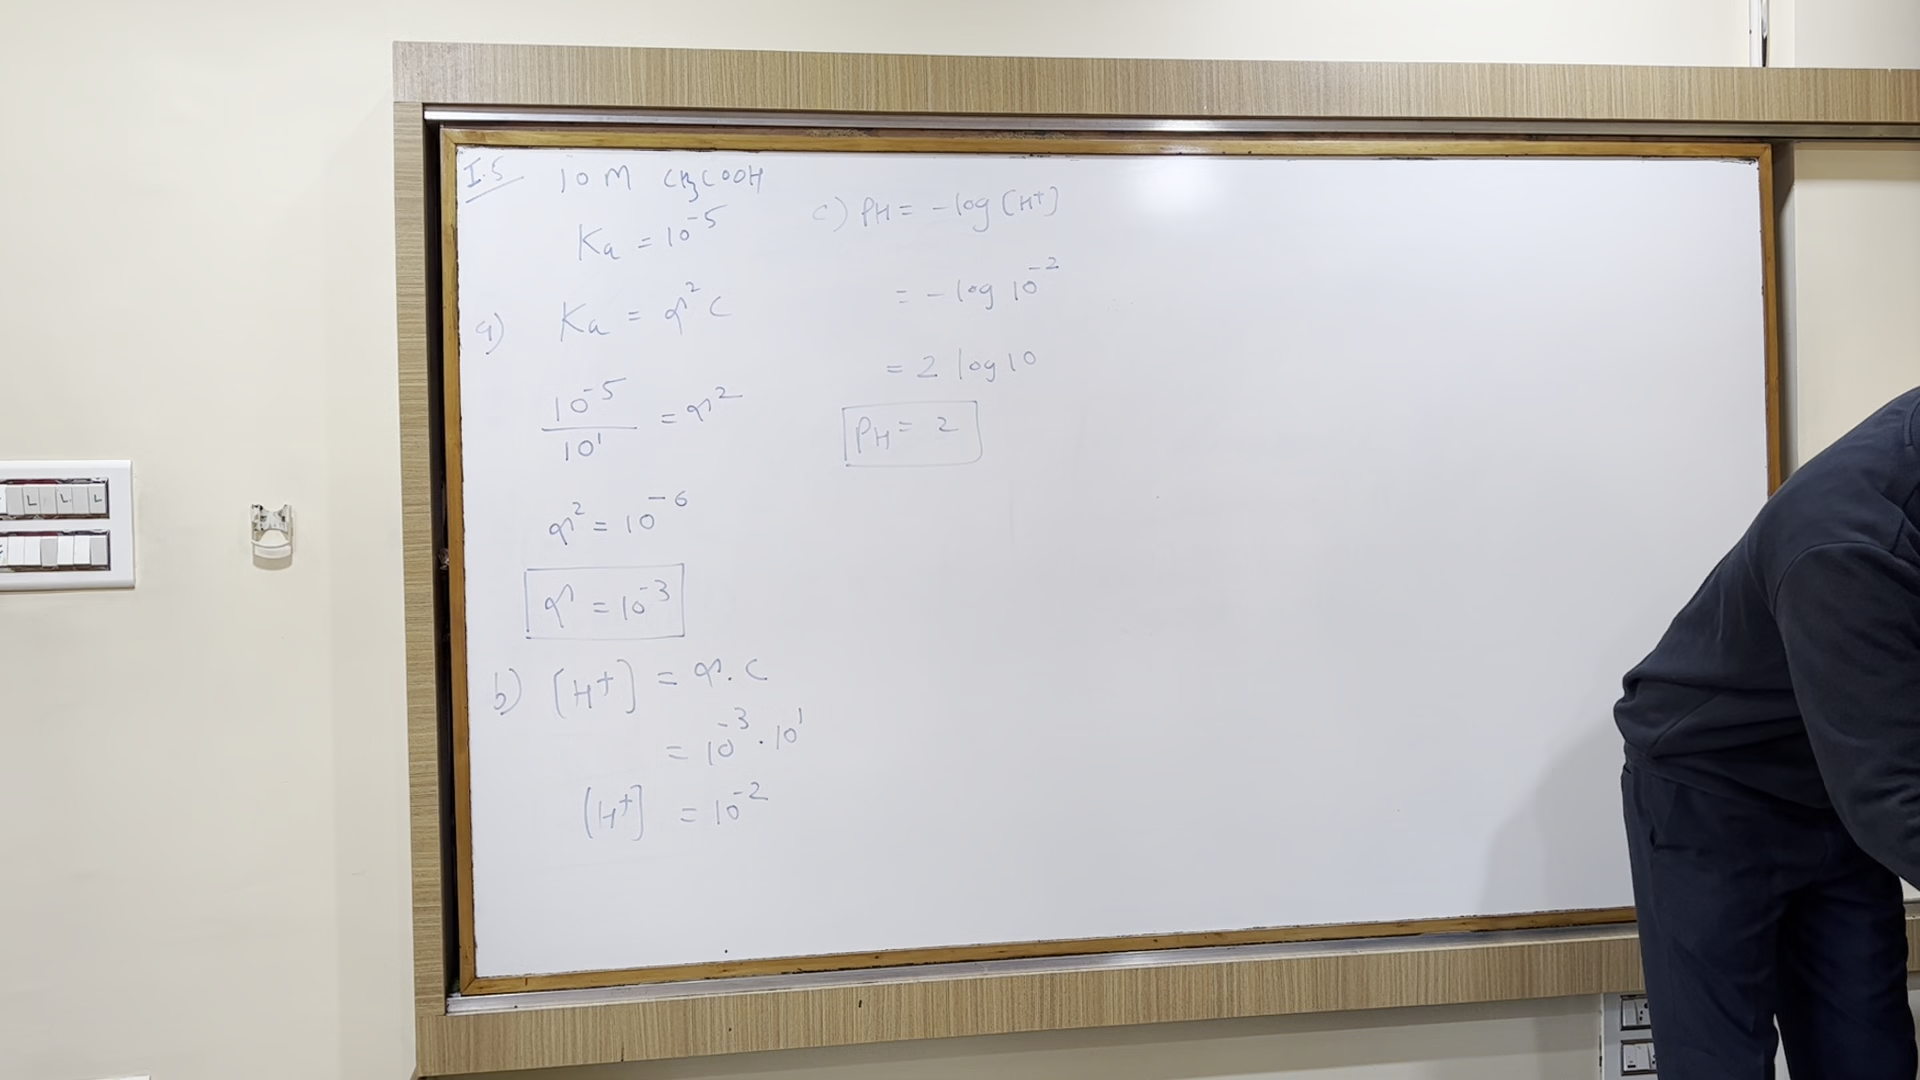 I.5 10 M CH3COOH
Ka = 10^-5
a) Ka = α^2 C
10^-5 / 10^1 = α^2
α^2 = 10^-6
α = 10^-3
b) [H+] = α. C
= 10^-3 . 10^1
[H+] = 10^-2
c) PH = -log [H+]
= - log 10^-2
= 2 log 10
PH = 2